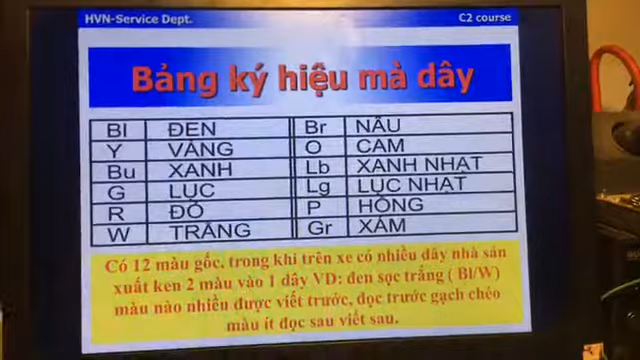 HVN-Service Dept. C2 course
Bảng ký hiệu mà dây
Bl ĐEN Br NÂU
Y VÀNG O CAM
Bu XANH Lb XANH NHẠT
G LỤC Lg LỤC NHẠT
R ĐỎ P HỒNG
W TRẮNG Gr XÁM
Có 12 màu gốc, trong khi trên xe có nhiều dây nhà sản
xuất ken 2 màu vào 1 dây VD: đen sọc trắng ( Bl/W)
màu nào nhiều được viết trước, đọc trước gạch chéo
màu ít đọc sau viết sau.